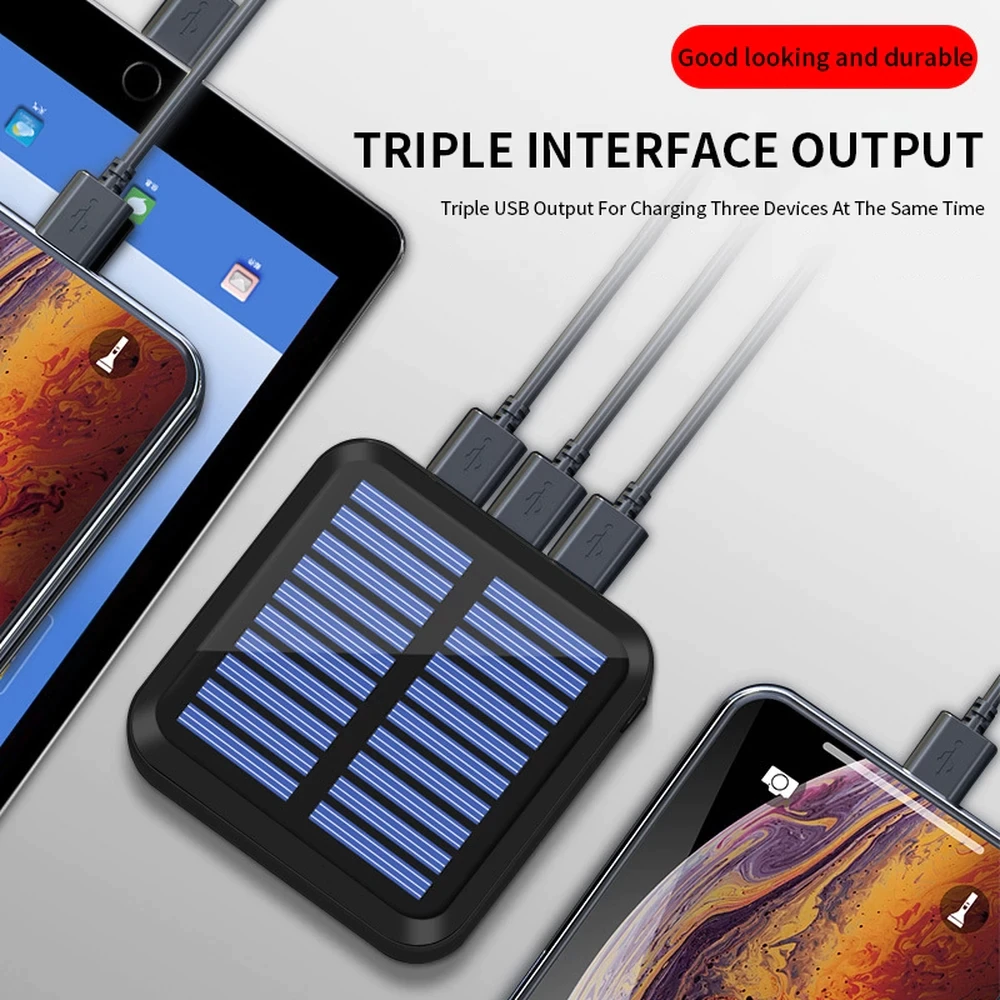 Good looking and durable
TRIPLE INTERFACE OUTPUT
Triple USB Output For Charging Three Devices At The Same Time